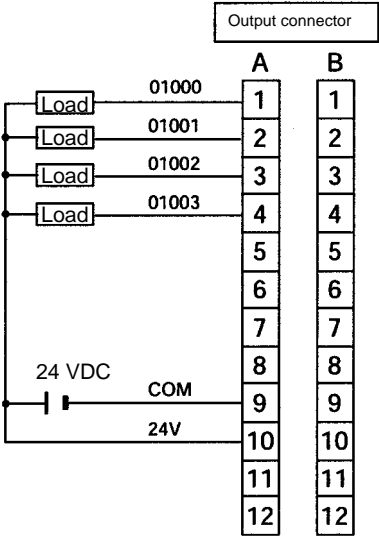 Output connector
A B
01000
Load 1 1
01001
Load 2 2
01002
Load 3 3
01003
Load 4 4
5 5
6 6
7 7
8 8
24 VDC
COM
9 9
24V
10 10
11 11
12 12